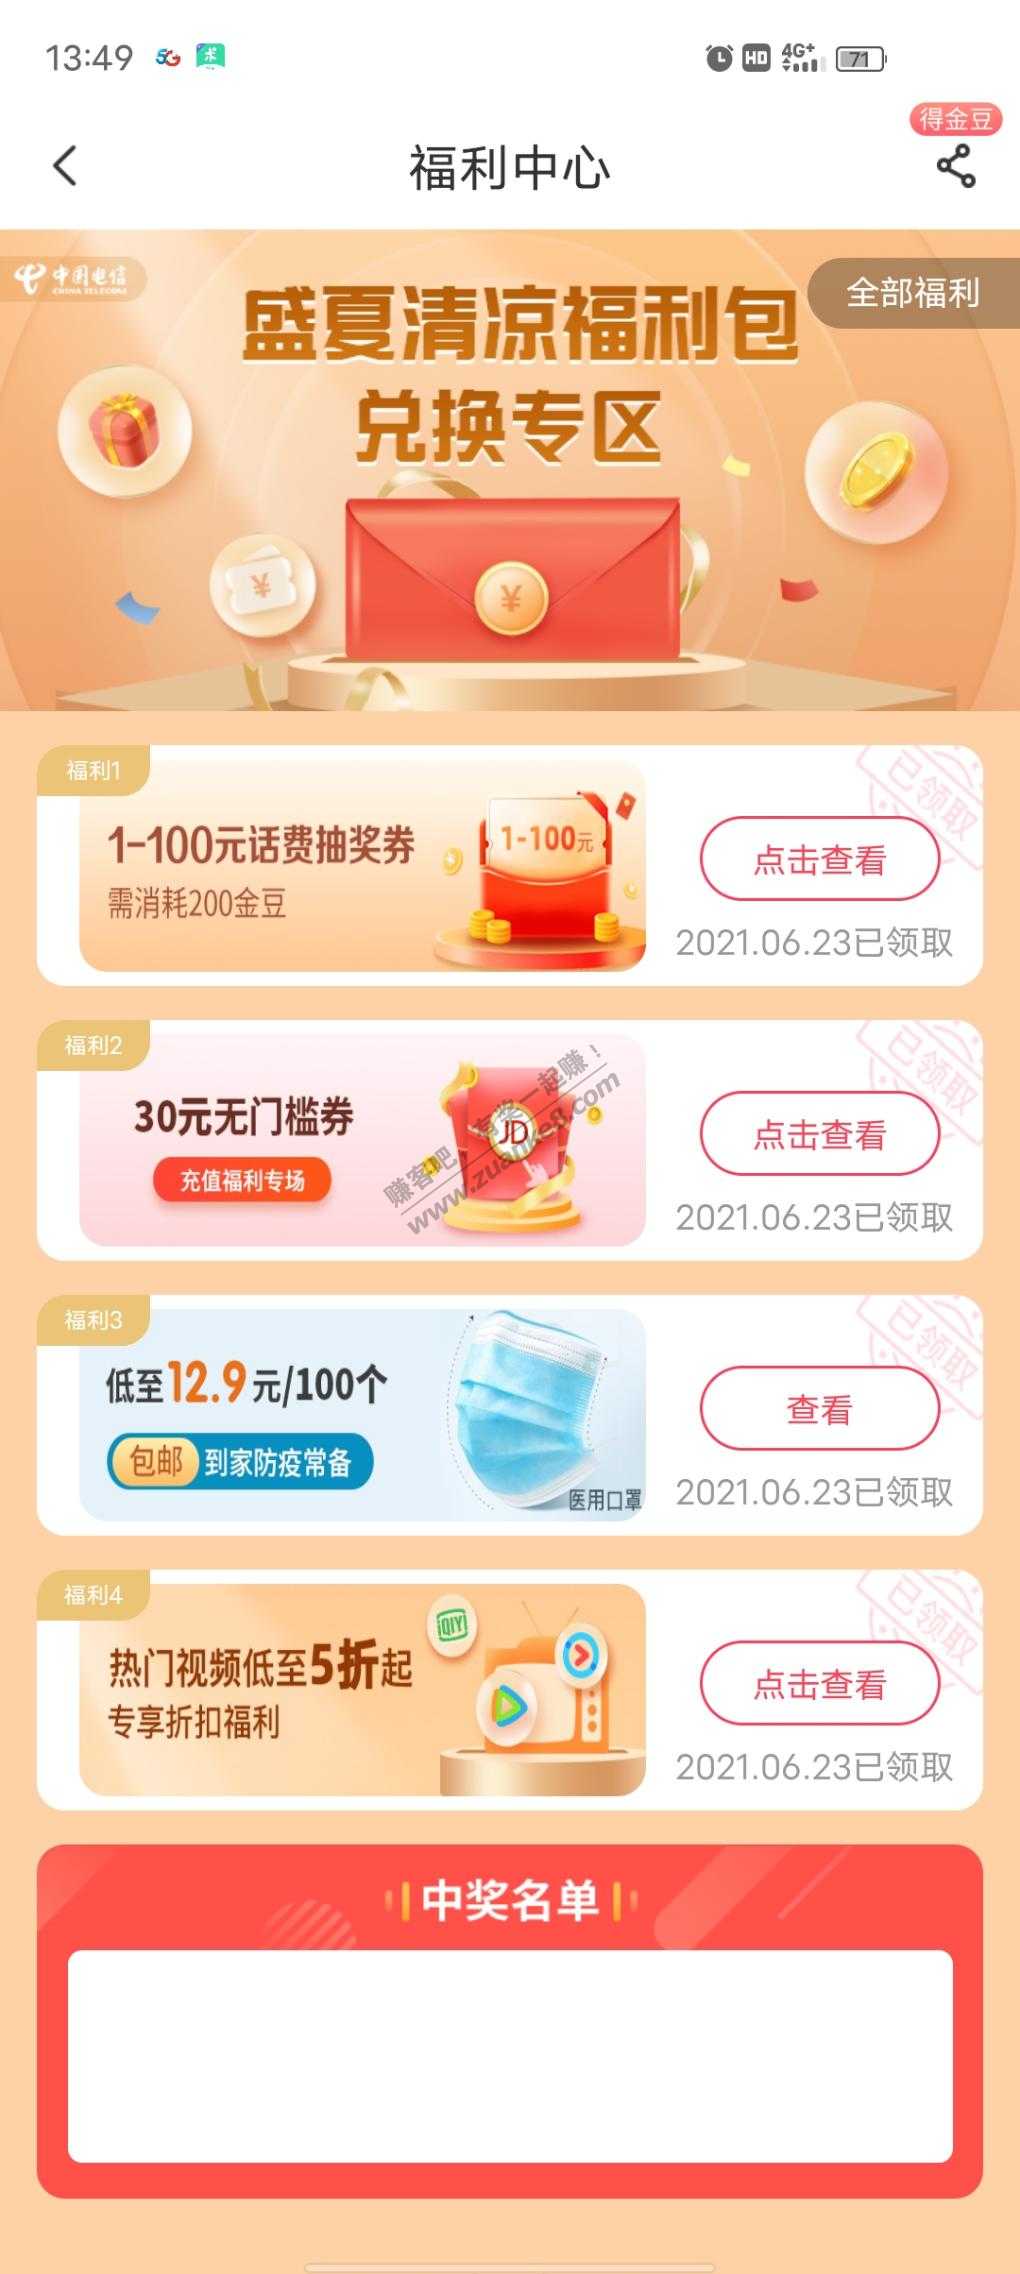 13:49
5G
HD
4G+
71
得金豆
福利中心
中国电信
CHINA TELECOM
全部福利
盛夏清凉福利包
兑换专区
¥
¥
福利1
已领取
1-100元话费抽奖券
1-100元
点击查看
需消耗200金豆
2021.06.23已领取
福利2
已领取
30元无门槛券
JD
点击查看
充值福利专场
2021.06.23已领取
赚客吧，有奖一起赚！
www.zuanke8.com
福利3
已领取
低至12.9元/100个
查看
包邮 到家防疫常备
医用口罩
2021.06.23已领取
福利4
已领取
iQIYI
热门视频低至5折起
点击查看
专享折扣福利
2021.06.23已领取
中奖名单